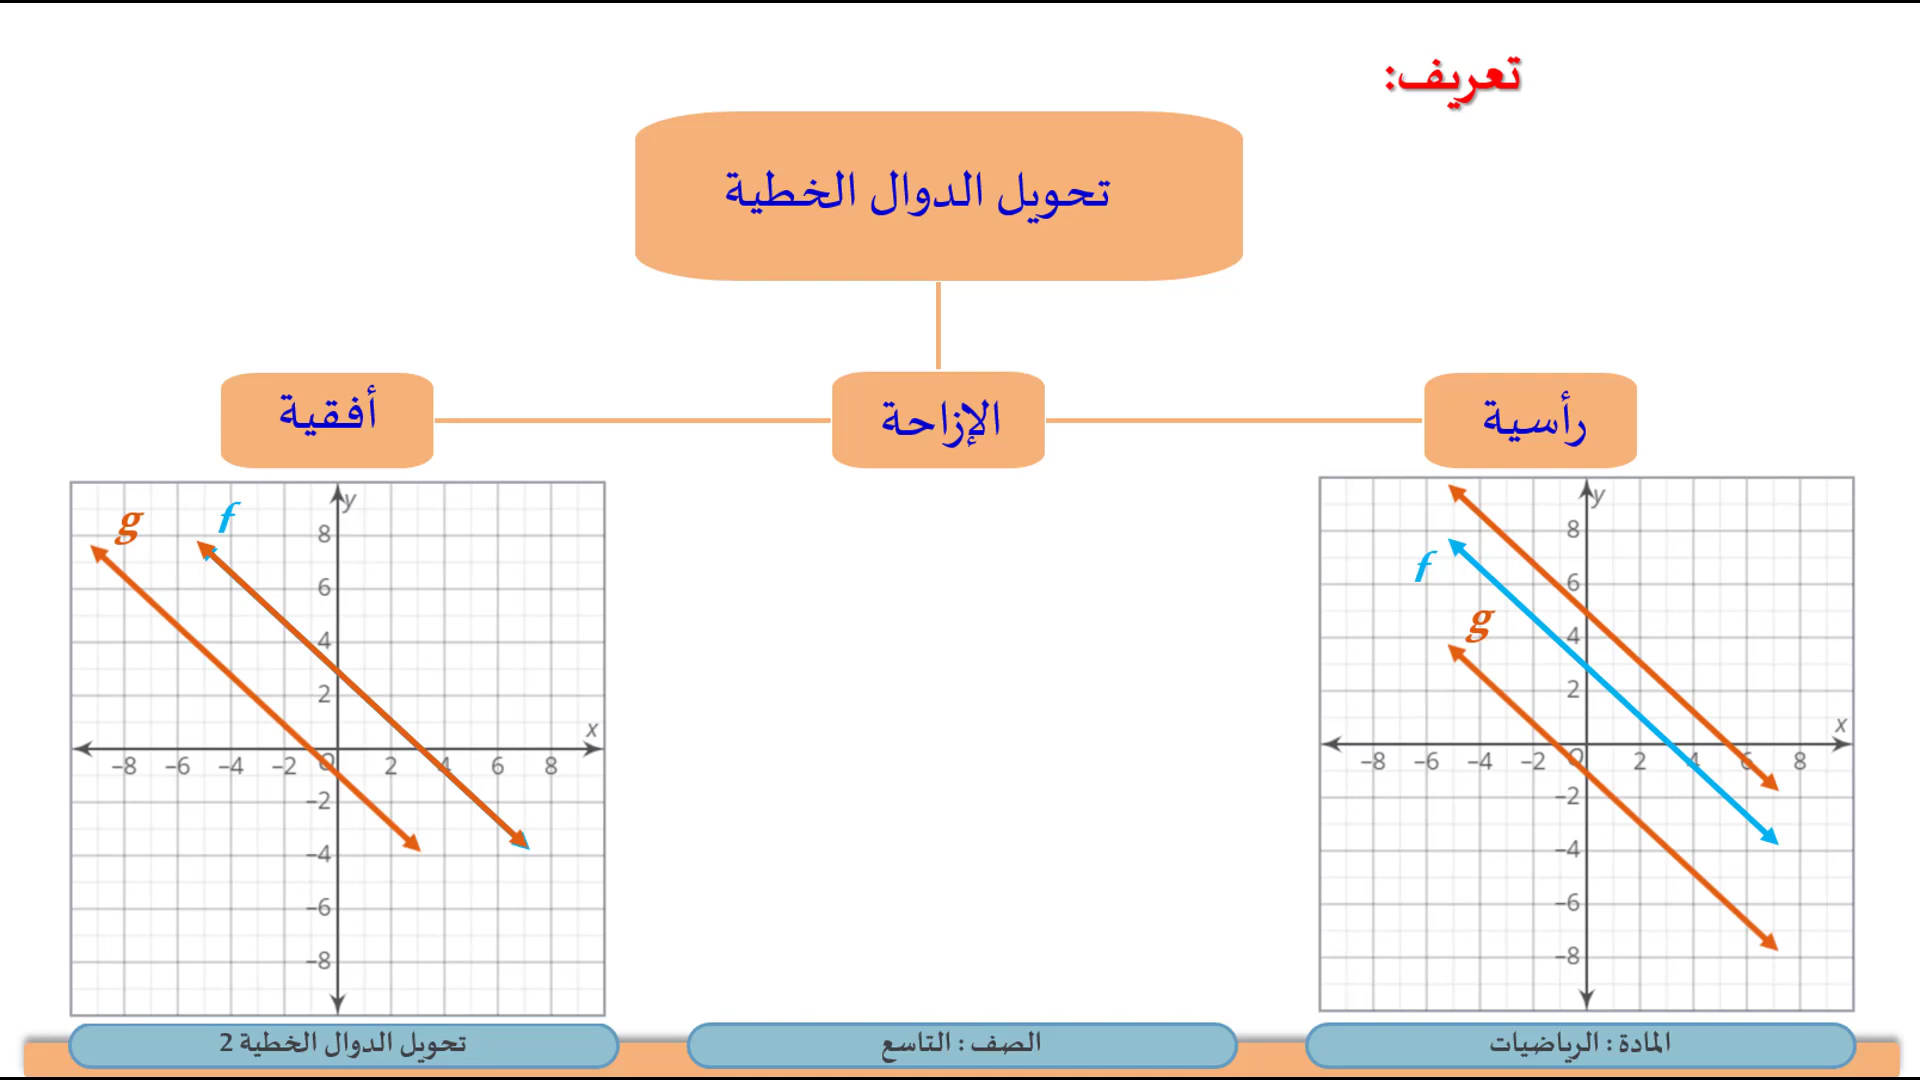 تعريف:
تحويل الدوال الخطية
رأسية
الإزاحة
أفقية
y
8
f
6
g
4
2
x
−8 −6 −4 −2 O 2 4 6 8
−2
−4
−6
−8
g f
y
8
6
4
2
x
−8 −6 −4 −2 O 2 4 6 8
−2
−4
−6
−8
المادة : الرياضيات
الصف : التاسع
تحويل الدوال الخطية 2